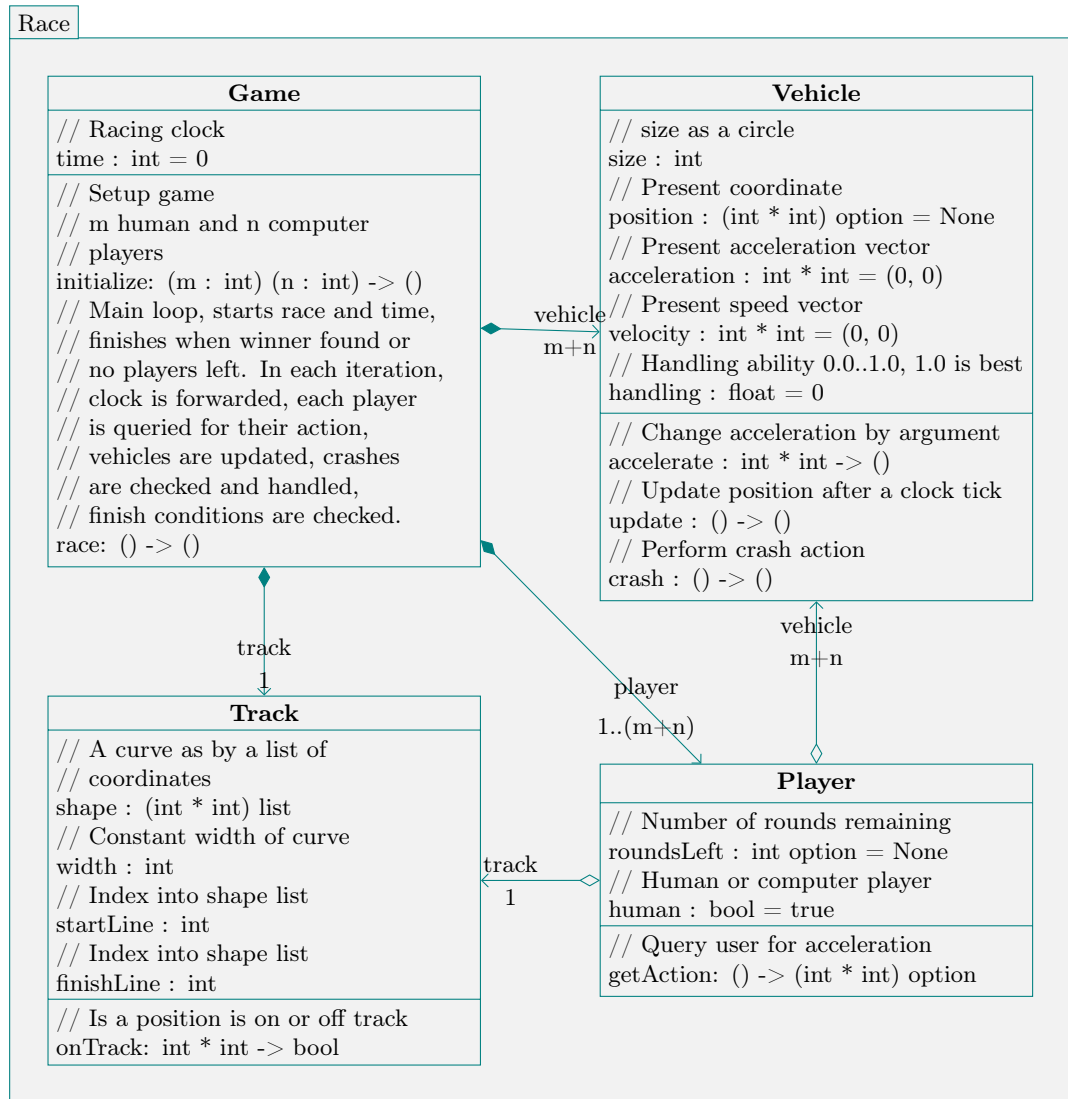 Race
Game
// Racing clock
time : int = 0
// Setup game
// m human and n computer
// players
initialize: (m : int) (n : int) -> ()
// Main loop, starts race and time,
// finishes when winner found or
// no players left. In each iteration,
// clock is forwarded, each player
// is queried for their action,
// vehicles are updated, crashes
// are checked and handled,
// finish conditions are checked.
race: () -> ()
Vehicle
// size as a circle
size : int
// Present coordinate
position : (int * int) option = None
// Present acceleration vector
acceleration : int * int = (0, 0)
// Present speed vector
velocity : int * int = (0, 0)
// Handling ability 0.0..1.0, 1.0 is best
handling : float = 0
// Change acceleration by argument
accelerate : int * int -> ()
// Update position after a clock tick
update : () -> ()
// Perform crash action
crash : () -> ()
vehicle
m+n
track
1
player
1..(m+n)
vehicle
m+n
Track
// A curve as by a list of
// coordinates
shape : (int * int) list
// Constant width of curve
width : int
// Index into shape list
startLine : int
// Index into shape list
finishLine : int
// Is a position is on or off track
onTrack: int * int -> bool
track
1
Player
// Number of rounds remaining
roundsLeft : int option = None
// Human or computer player
human : bool = true
// Query user for acceleration
getAction: () -> (int * int) option